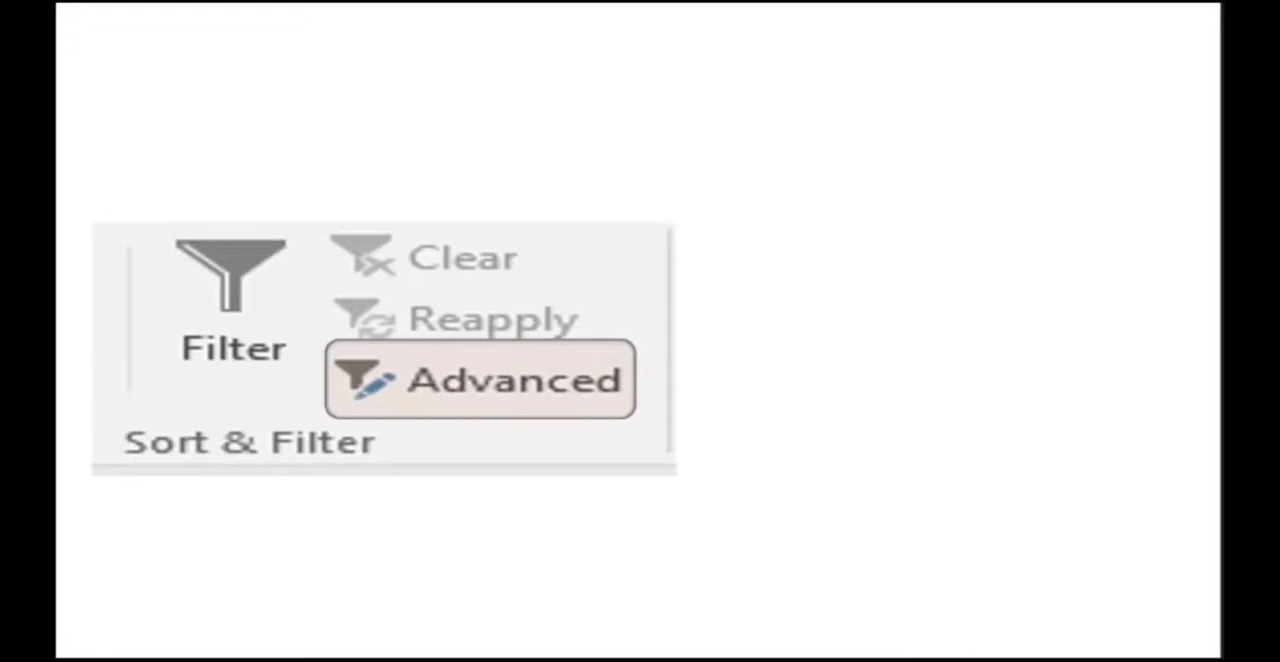 Clear
Reapply
Filter
Advanced
Sort & Filter